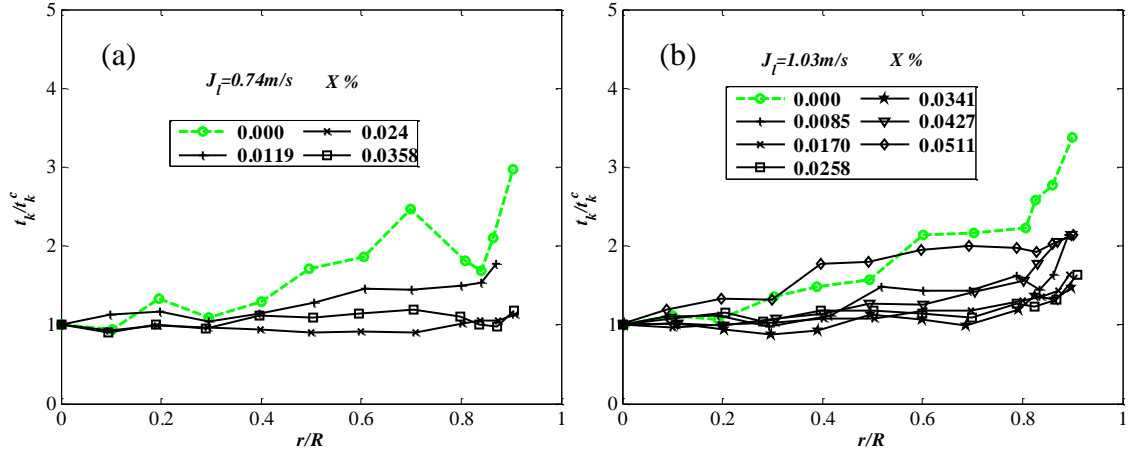 5
4
3
2
1
0
t_k/t_k^c
(a)
J_l=0.74m/s X %
0.000 0.024
0.0119 0.0358
0 0.2 0.4 0.6 0.8 1
r/R
5
4
3
2
1
0
t_k/t_k^c
(b)
J_l=1.03m/s X %
0.000 0.0341
0.0085 0.0427
0.0170 0.0511
0.0258
0 0.2 0.4 0.6 0.8 1
r/R